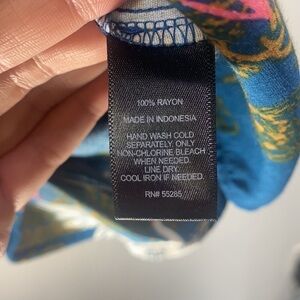 100% RAYON
MADE IN INDONESIA
HAND WASH COLD
SEPARATELY ONLY
NON-CHLORINE BLEACH
WHEN NEEDED.
LINE DRY.
COOL IRON IF NEEDED.
RN# 55285